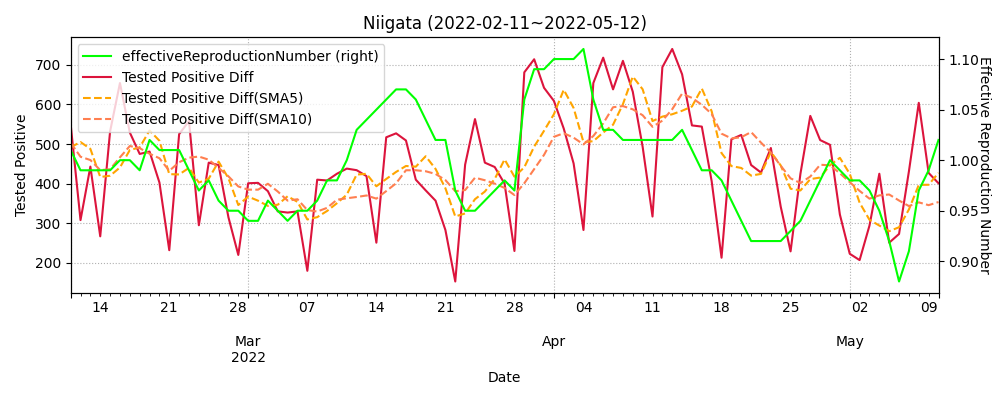 Niigata (2022-02-11~2022-05-12)
effectiveReproductionNumber (right)
Tested Positive Diff
Tested Positive Diff(SMA5)
Tested Positive Diff(SMA10)
Tested Positive
700
600
500
400
300
200
1.10
1.05
1.00
0.95
0.90
Effective Reproduction Number
14 21 28 07 14 21 28 04 11 18 25 02 09
Mar Apr May
2022
Date